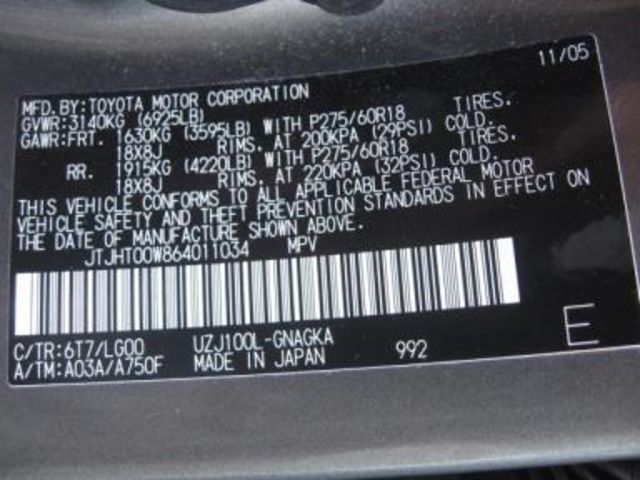 11/05
MFD. BY: TOYOTA MOTOR CORPORATION
GVWR: 3140KG (6925LB)
GAWR: FRT. 1630KG (3595LB) WITH P275/60R18 TIRES.
18X8J RIMS. AT 200KPA (29PSI) COLD.
RR. 1915KG (4220LB) WITH P275/60R18 TIRES.
18X8J RIMS. AT 220KPA (32PSI) COLD.
THIS VEHICLE CONFORMS TO ALL APPLICABLE FEDERAL MOTOR
VEHICLE SAFETY AND THEFT PREVENTION STANDARDS IN EFFECT ON
THE DATE OF MANUFACTURE SHOWN ABOVE.
JTJHT00W864011034 MPV
C/TR: 6T7/LG00 UZJ100L-GNAGKA
A/TM: A03A/A750F MADE IN JAPAN 992 E